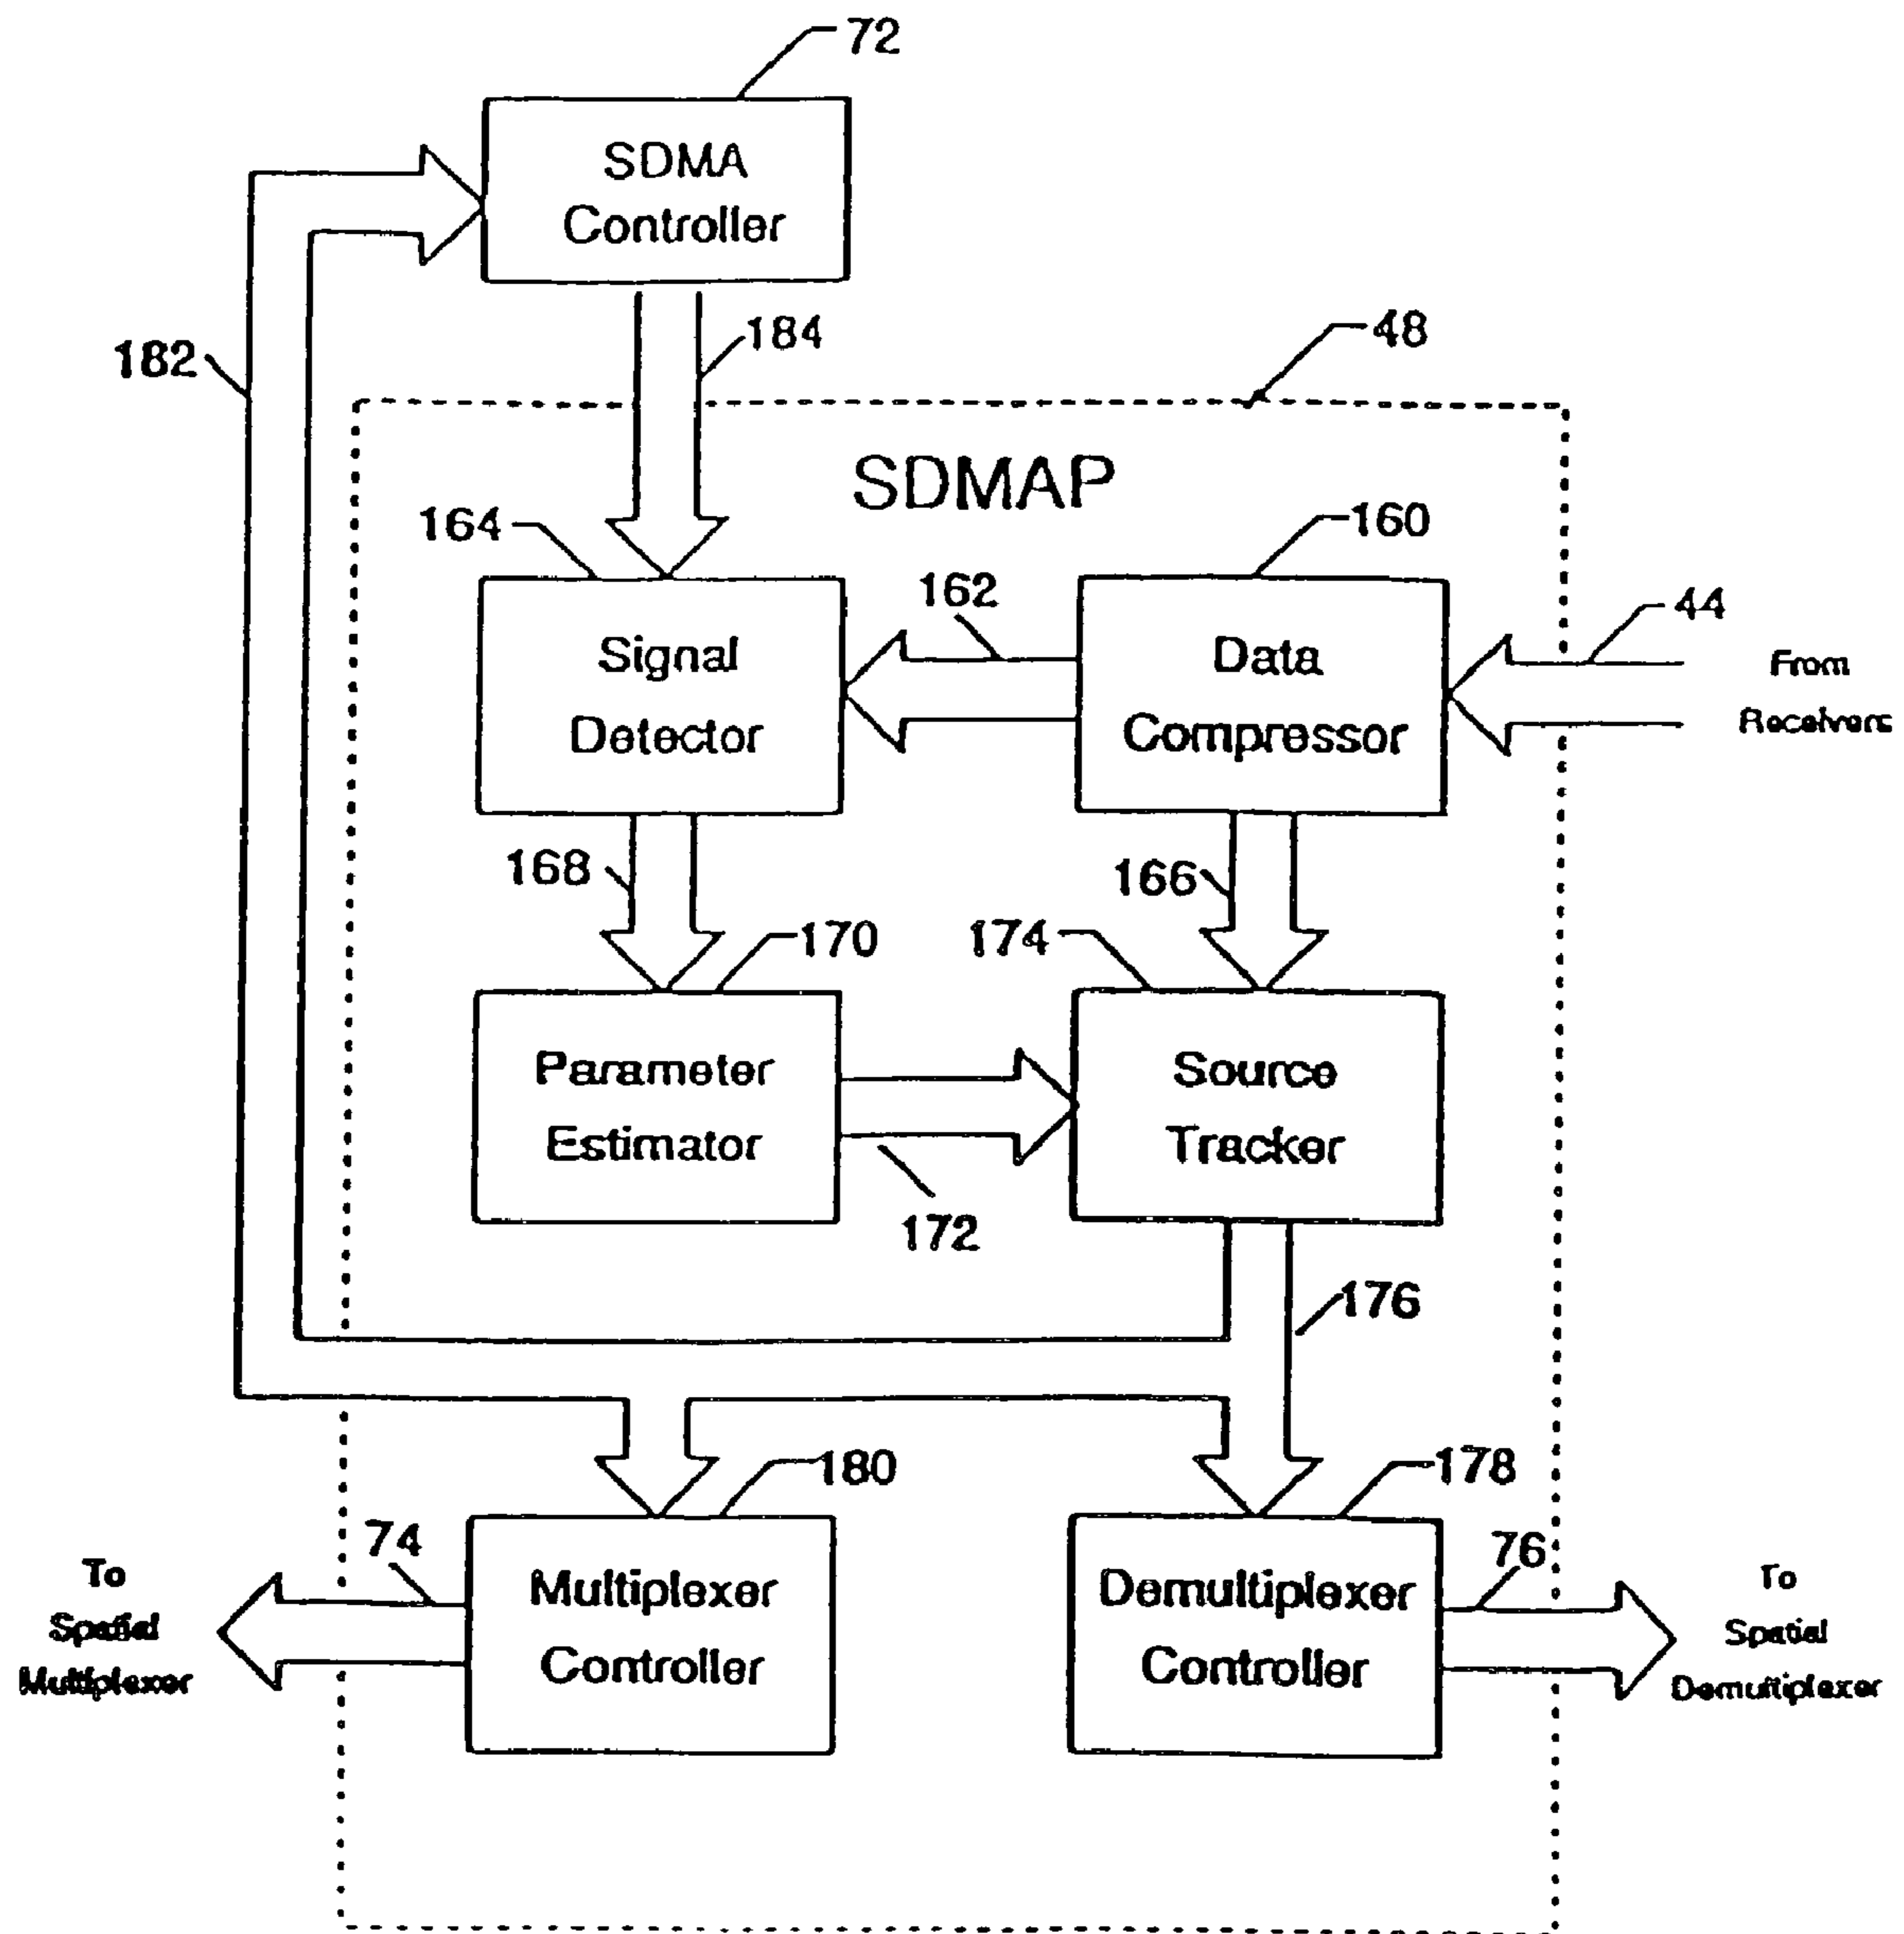 72
SDMA
Controller
182
184
48
SDMAP
164
160
162
44
Signal
Detector
Data
Compressor
From
Receivers
168
166
170
174
Parameter
Estimator
Source
Tracker
172
176
180
178
74
76
To
Spatial
Multiplexer
Multiplexer
Controller
Demultiplexer
Controller
To
Spatial
Demultiplexer